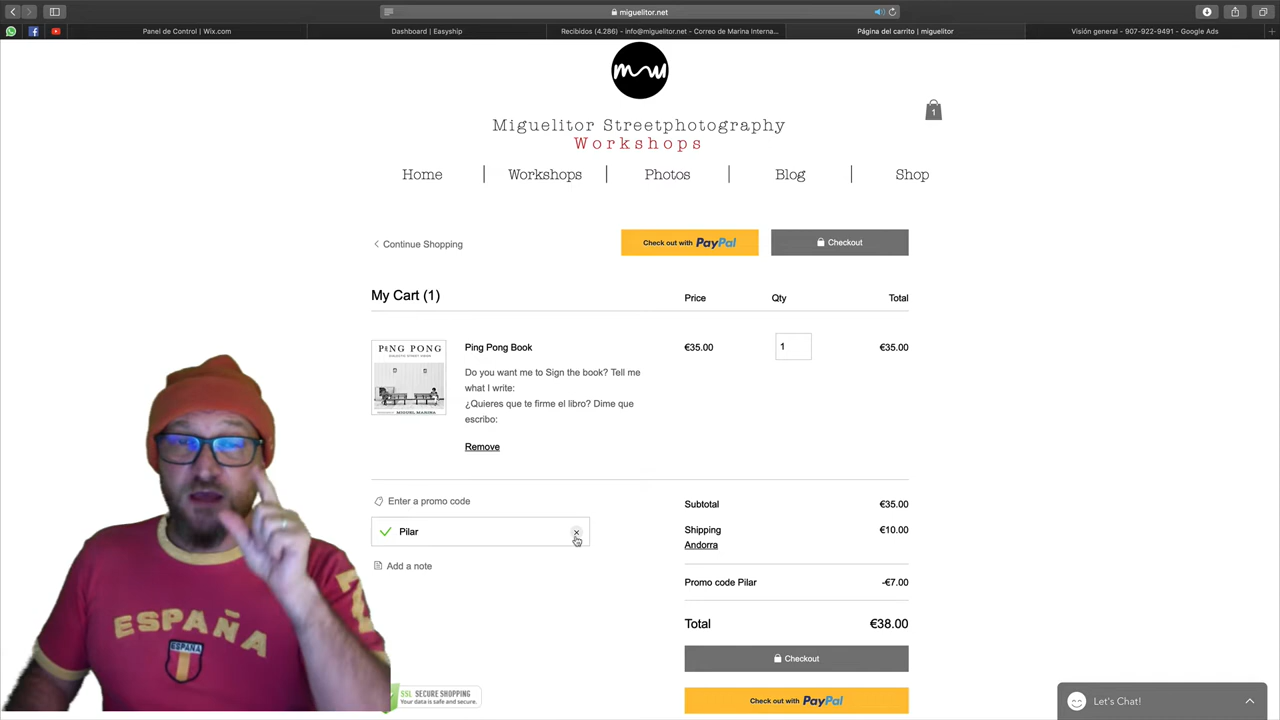 miguelitor.net
Panel de Control | Wix.com
Dashboard | Easyship
Recibidos (4.286) - info@miguelitor.net - Correo de Marina Interna...
Página del carrito | miguelitor
Visión general - 907-922-9491 - Google Ads
1
Miguelitor Streetphotography
Workshops
Home
Workshops
Photos
Blog
Shop
Continue Shopping
Check out with PayPal
Checkout
My Cart (1)
Price
Qty
Total
PING PONG
MIGUEL MARINA
Ping Pong Book
€35.00
1
€35.00
Do you want me to Sign the book? Tell me
what I write:
¿Quieres que te firme el libro? Dime que
escribo:
Remove
Enter a promo code
Pilar
Add a note
Subtotal
€35.00
Shipping
€10.00
Andorra
Promo code Pilar
-€7.00
Total
€38.00
Checkout
Check out with PayPal
ESPAÑA
ESPAÑA
SSL SECURE SHOPPING
Your data is safe and secure.
Let's Chat!